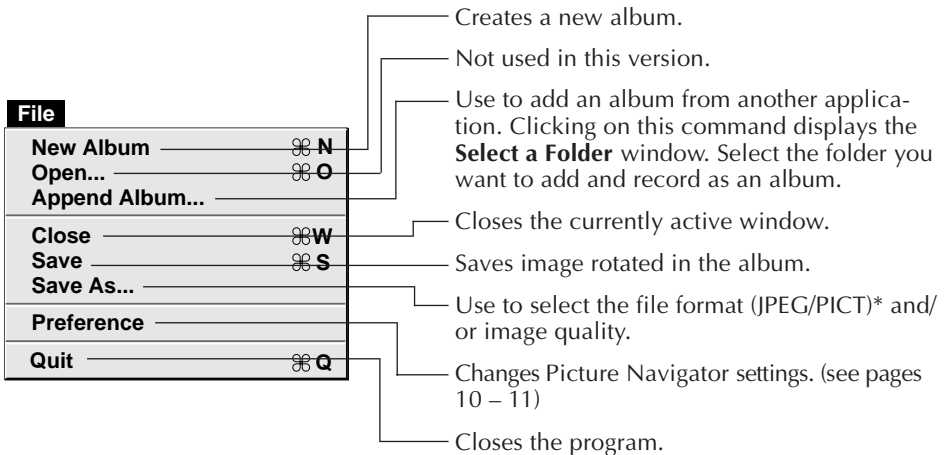 File
New Album ⌘ N
Open... ⌘ O
Append Album...
Close ⌘ W
Save ⌘ S
Save As...
Preference
Quit ⌘ Q
Creates a new album.
Not used in this version.
Use to add an album from another applica-
tion. Clicking on this command displays the
Select a Folder window. Select the folder you
want to add and record as an album.
Closes the currently active window.
Saves image rotated in the album.
Use to select the file format (JPEG/PICT)* and/
or image quality.
Changes Picture Navigator settings. (see pages
10 – 11)
Closes the program.